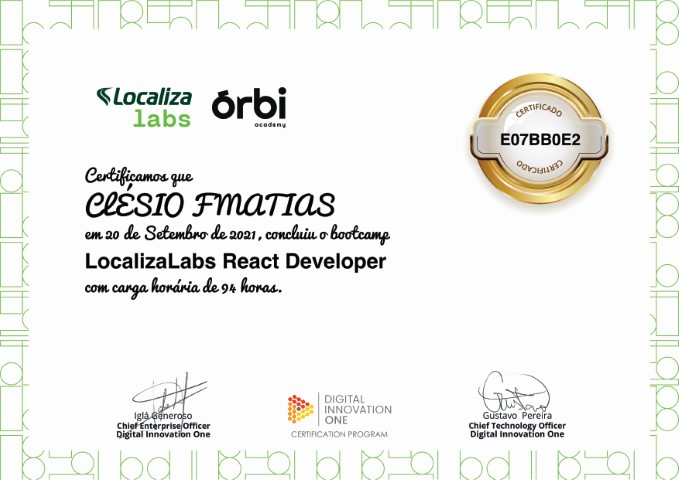 Localiza
labs
órbi
academy
CERTIFICADO
E07BB0E2
CERTIFICADO
Certificamos que
ClÉSIO FMATIAS
em 20 de Setembro de 2021, concluiu o bootcamp
LocalizaLabs React Developer
com carga horária de 94 horas.
Iglá Generoso
Chief Enterprise Officer
Digital Innovation One
DIGITAL
INNOVATION
ONE
CERTIFICATION PROGRAM
Gustavo Pereira
Chief Technology Officer
Digital Innovation One